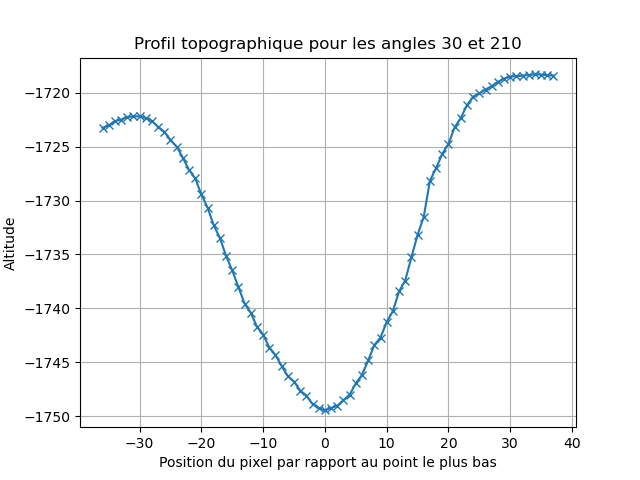 Profil topographique pour les angles 30 et 210
−1720
−1725
−1730
−1735
−1740
−1745
−1750
Altitude
−30 −20 −10 0 10 20 30 40
Position du pixel par rapport au point le plus bas